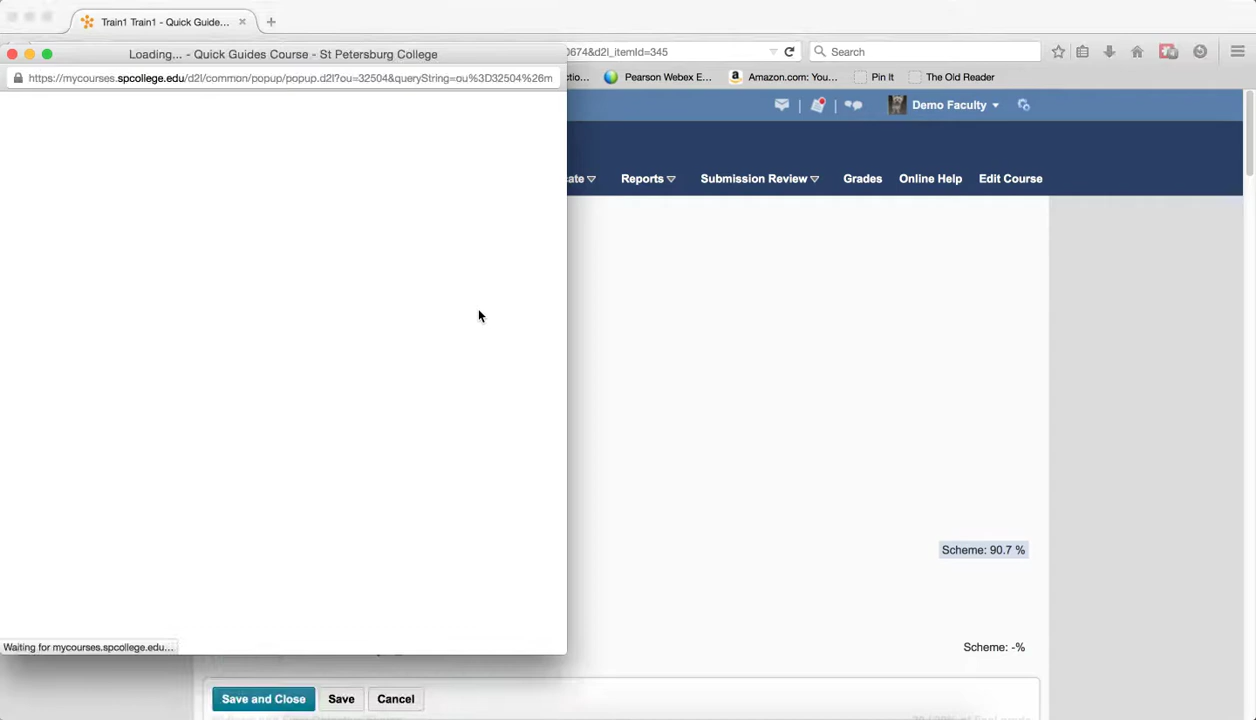 Train1 Train1 - Quick Guide...
Loading... - Quick Guides Course - St Petersburg College
0674&d2l_itemId=345
Search
https://mycourses.spcollege.edu/d2l/common/popup/popup.d2l?ou=32504&queryString=ou%3D32504%26m
ctio...
Pearson Webex E...
Amazon.com: You...
Pin It
The Old Reader
Demo Faculty
ate
Reports
Submission Review
Grades
Online Help
Edit Course
Scheme: 90.7 %
Waiting for mycourses.spcollege.edu...
Scheme: -%
Save and Close
Save
Cancel